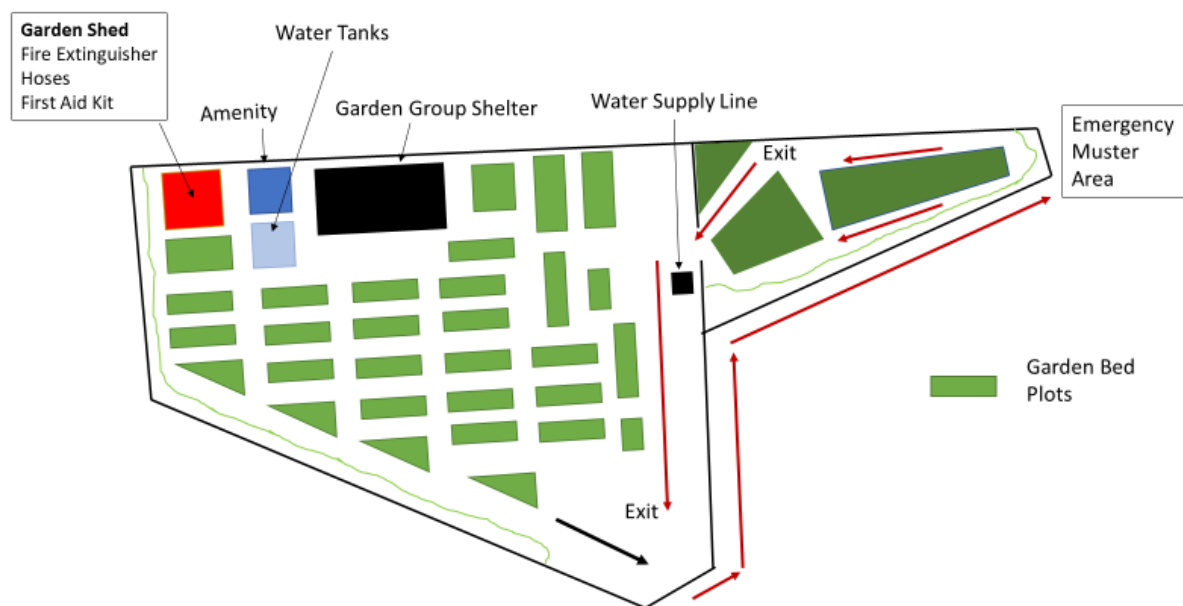 Garden Shed
Fire Extinguisher
Hoses
First Aid Kit
Water Tanks
Amenity
Garden Group Shelter
Water Supply Line
Exit
Emergency
Muster
Area
Garden Bed
Plots
Exit